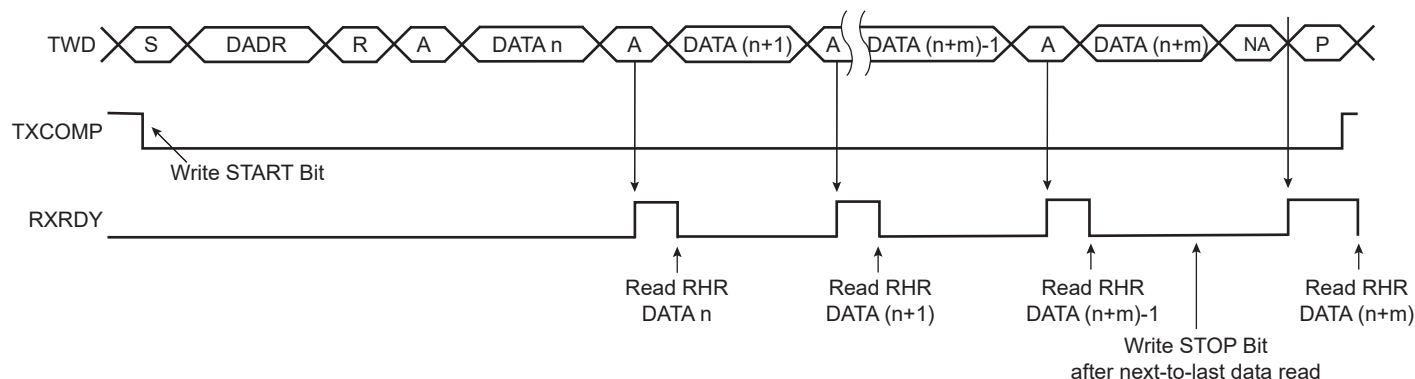 TWD S DADR R A DATA n A DATA (n+1) A DATA (n+m)-1 A DATA (n+m) NA P
TXCOMP
Write START Bit
RXRDY
Read RHR Read RHR Read RHR Read RHR
DATA n DATA (n+1) DATA (n+m)-1 DATA (n+m)
Write STOP Bit
after next-to-last data read